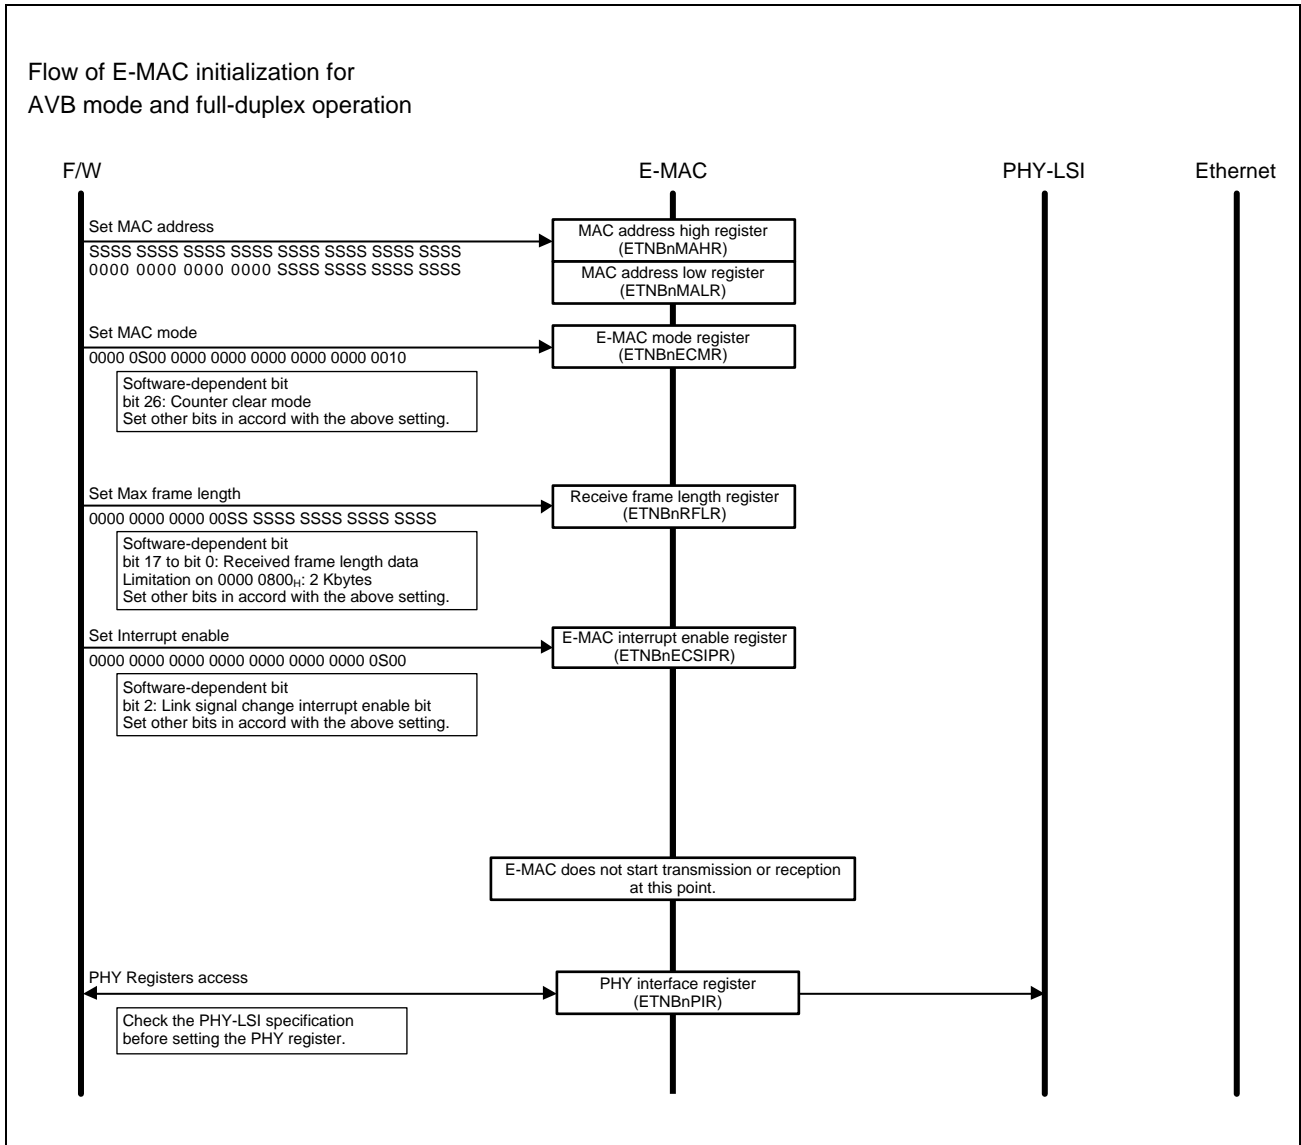 Flow of E-MAC initialization for
AVB mode and full-duplex operation
F/W
E-MAC
PHY-LSI
Ethernet
Set MAC address
SSSS SSSS SSSS SSSS SSSS SSSS SSSS SSSS
0000 0000 0000 0000 SSSS SSSS SSSS SSSS
MAC address high register
(ETNBnMAHR)
MAC address low register
(ETNBnMALR)
Set MAC mode
0000 0S00 0000 0000 0000 0000 0000 0010
E-MAC mode register
(ETNBnECMR)
Software-dependent bit
bit 26: Counter clear mode
Set other bits in accord with the above setting.
Set Max frame length
0000 0000 0000 00SS SSSS SSSS SSSS SSSS
Receive frame length register
(ETNBnRFLR)
Software-dependent bit
bit 17 to bit 0: Received frame length data
Limitation on 0000 0800H: 2 Kbytes
Set other bits in accord with the above setting.
Set Interrupt enable
0000 0000 0000 0000 0000 0000 0000 0S00
E-MAC interrupt enable register
(ETNBnECSIPR)
Software-dependent bit
bit 2: Link signal change interrupt enable bit
Set other bits in accord with the above setting.
E-MAC does not start transmission or reception
at this point.
PHY Registers access
PHY interface register
(ETNBnPIR)
Check the PHY-LSI specification
before setting the PHY register.